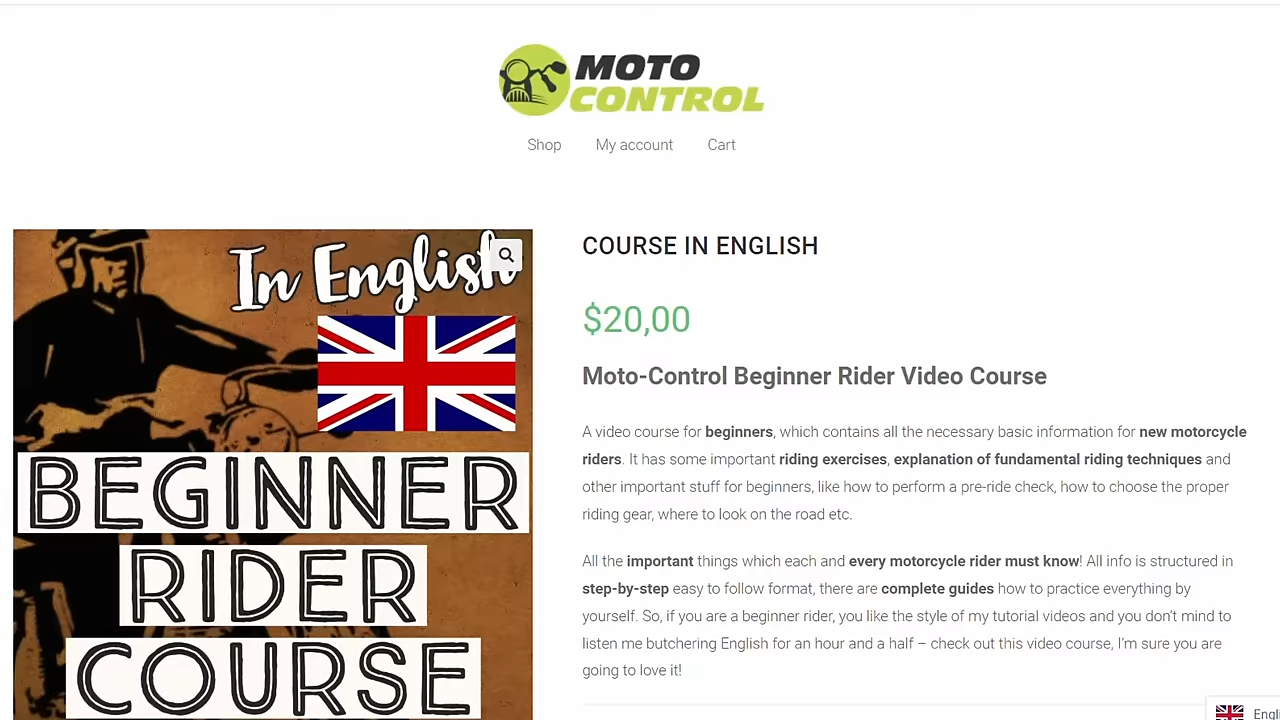 MOTO
CONTROL
Shop My account Cart
In English
BEGINNER
RIDER
COURSE
COURSE IN ENGLISH
$20,00
Moto-Control Beginner Rider Video Course
A video course for beginners, which contains all the necessary basic information for new motorcycle
riders. It has some important riding exercises, explanation of fundamental riding techniques and
other important stuff for beginners, like how to perform a pre-ride check, how to choose the proper
riding gear, where to look on the road etc.
All the important things which each and every motorcycle rider must know! All info is structured in
step-by-step easy to follow format, there are complete guides how to practice everything by
yourself. So, if you are a beginner rider, you like the style of my tutorial videos and you don't mind to
listen me butchering English for an hour and a half – check out this video course, I'm sure you are
going to love it!
Engli